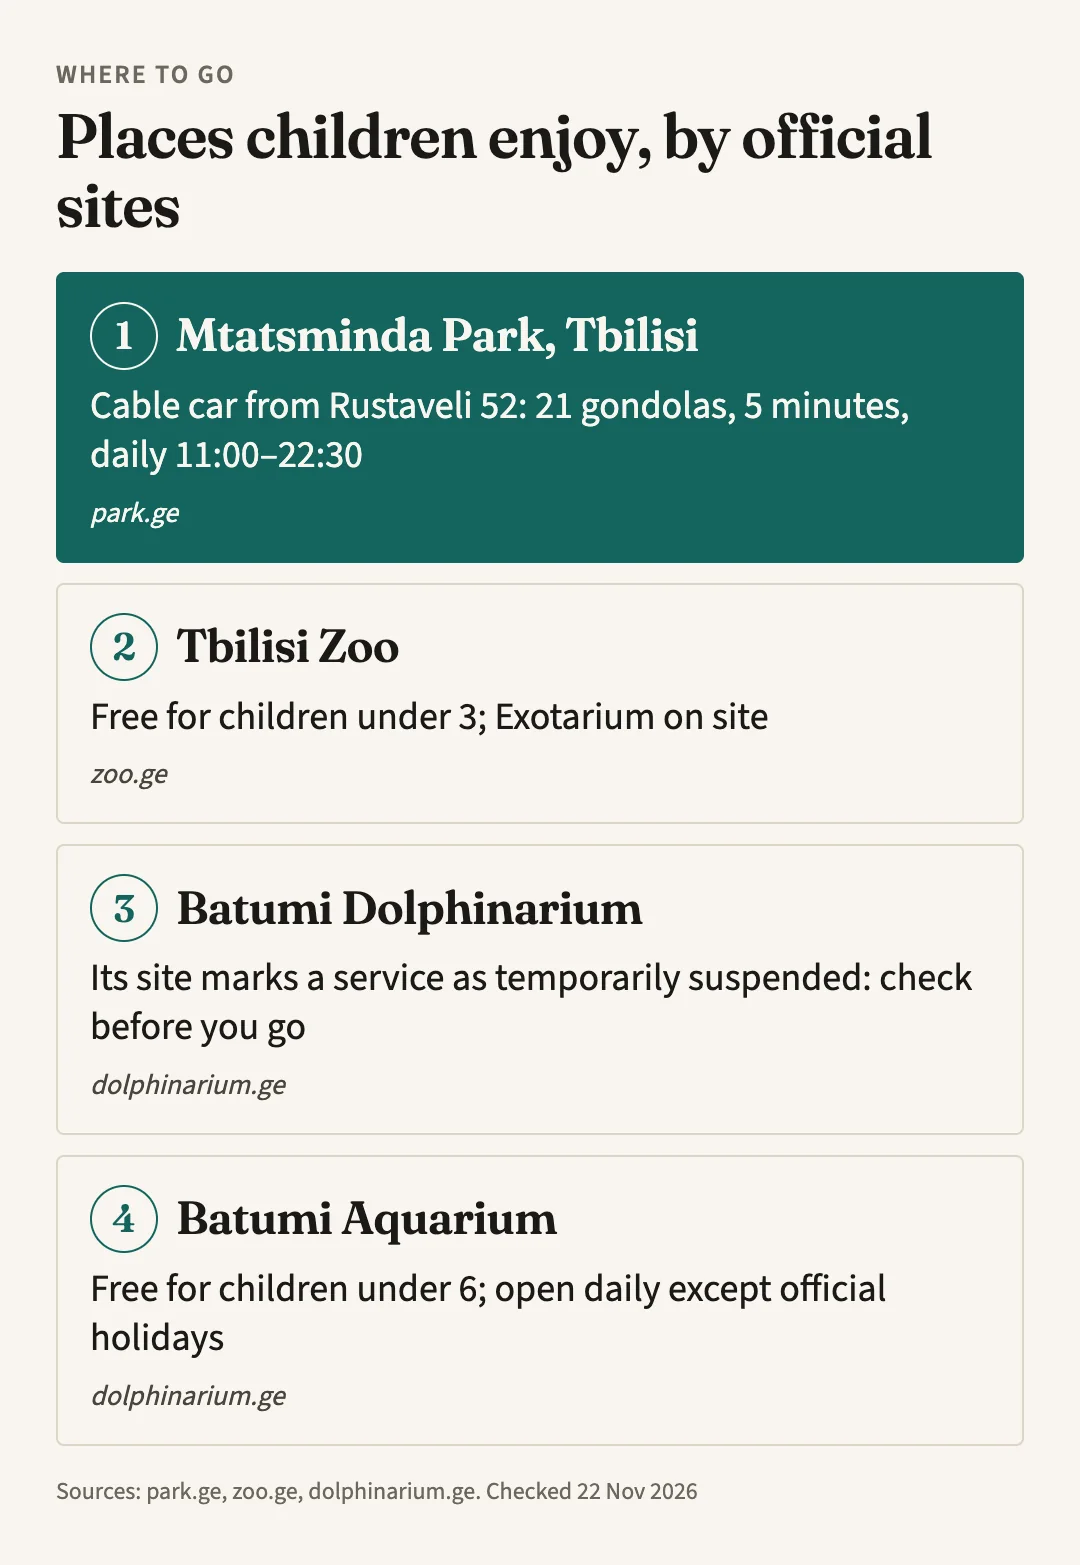 WHERE TO GO
Places children enjoy, by official
sites
1 Mtatsminda Park, Tbilisi
Cable car from Rustaveli 52: 21 gondolas, 5 minutes,
daily 11:00–22:30
park.ge
2 Tbilisi Zoo
Free for children under 3; Exotarium on site
zoo.ge
3 Batumi Dolphinarium
Its site marks a service as temporarily suspended: check
before you go
dolphinarium.ge
4 Batumi Aquarium
Free for children under 6; open daily except official
holidays
dolphinarium.ge
Sources: park.ge, zoo.ge, dolphinarium.ge. Checked 22 Nov 2026